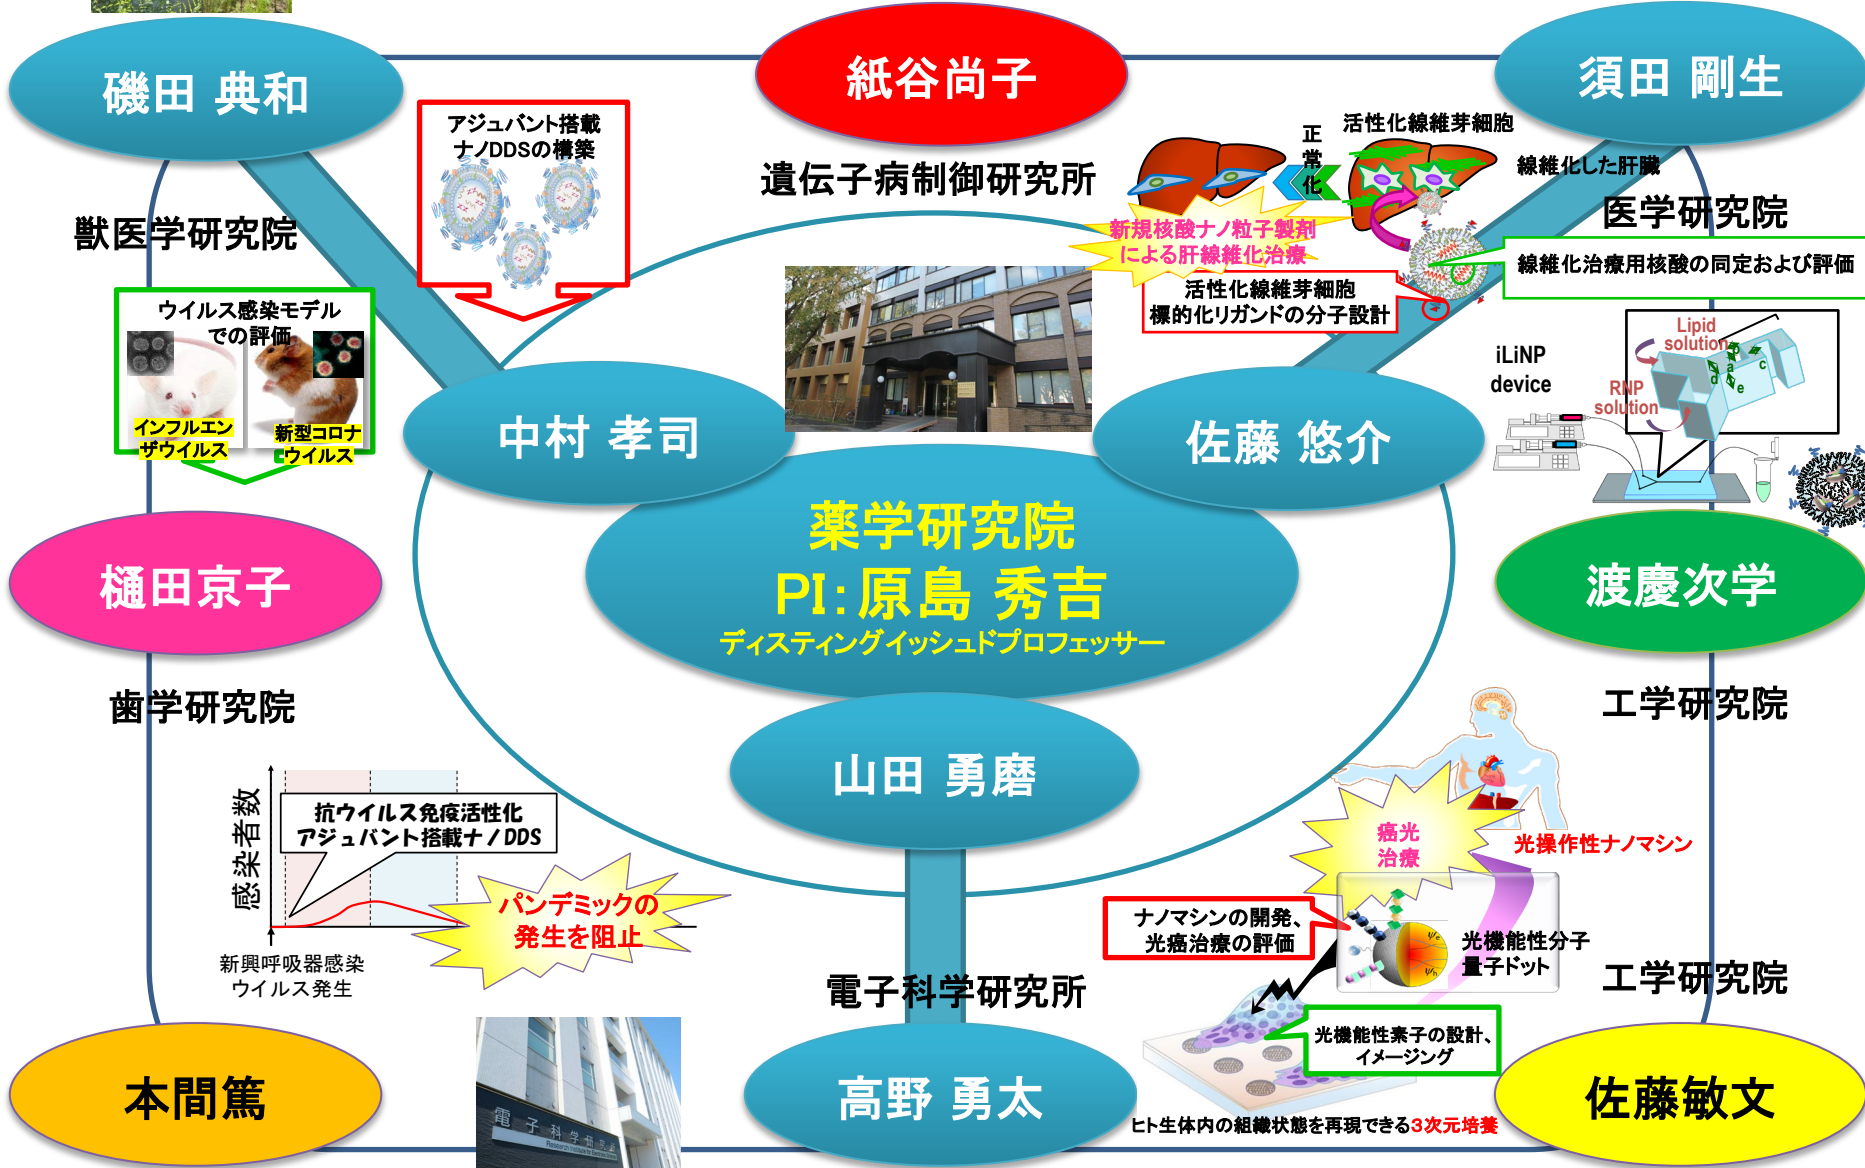 磯田 典和
紙谷尚子
須田 剛生
アジュバント搭載
ナノDDSの構築
遺伝子病制御研究所
正常化
活性化線維芽細胞
線維化した肝臓
獣医学研究院
医学研究院
新規核酸ナノ粒子製剤
による肝線維化治療
線維化治療用核酸の同定および評価
活性化線維芽細胞
標的化リガンドの分子設計
ウイルス感染モデル
での評価
インフルエン
ザウイルス
新型コロナ
ウイルス
iLiNP
device
Lipid
solution
RNP
solution
a
b
c
d
e
中村 孝司
佐藤 悠介
薬学研究院
PI:原島 秀吉
ディスティングイッシュドプロフェッサー
樋田京子
渡慶次学
歯学研究院
工学研究院
山田 勇磨
感染者数
抗ウイルス免疫活性化
アジュバント搭載ナノDDS
パンデミックの
発生を阻止
新興呼吸器感染
ウイルス発生
癌光
治療
光操作性ナノマシン
ナノマシンの開発、
光癌治療の評価
ψe
ψh
光機能性分子
量子ドット
電子科学研究所
工学研究院
光機能性素子の設計、
イメージング
本間篤
電子科学研究所
Research Institute for Electronic Science
高野 勇太
佐藤敏文
ヒト生体内の組織状態を再現できる3次元培養